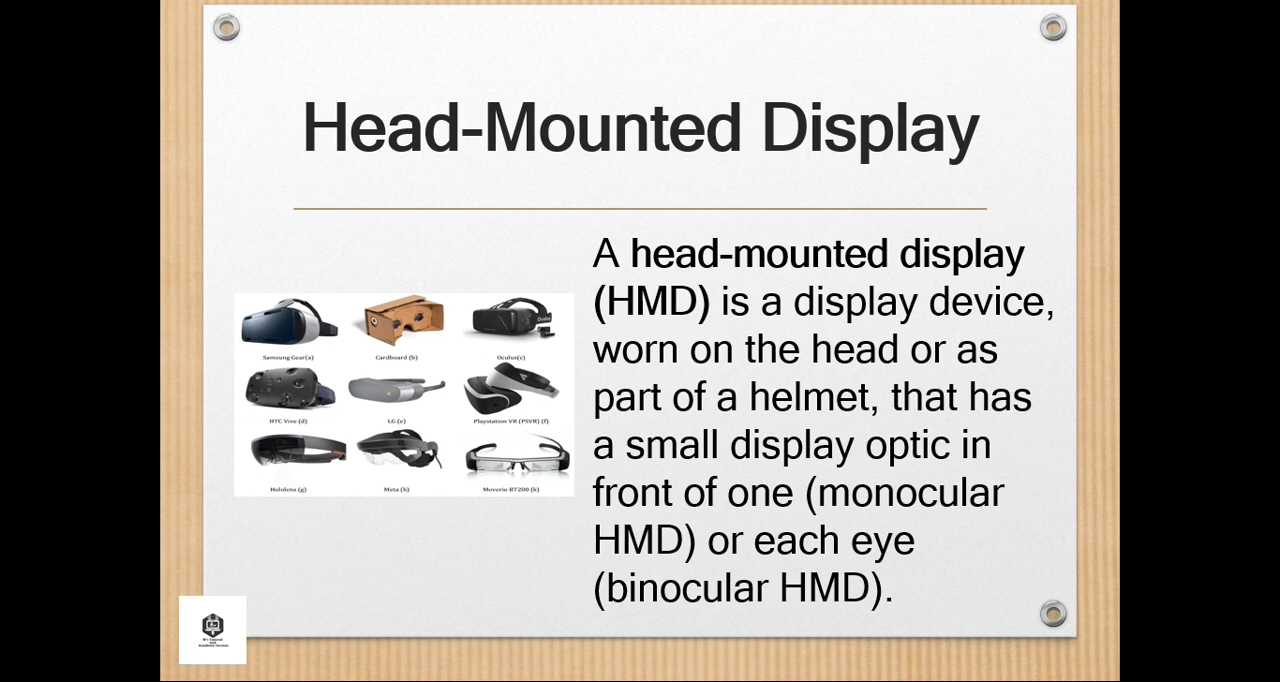 Head-Mounted Display
A head-mounted display
(HMD) is a display device,
worn on the head or as
part of a helmet, that has
a small display optic in
front of one (monocular
HMD) or each eye
(binocular HMD).
Samsung Gear(a)
Cardboard (b)
Oculus(c)
HTC Vive (d)
LG (e)
Playstation VR (PSVR) (f)
Hololens (g)
Meta (h)
Moverio BT200 (k)